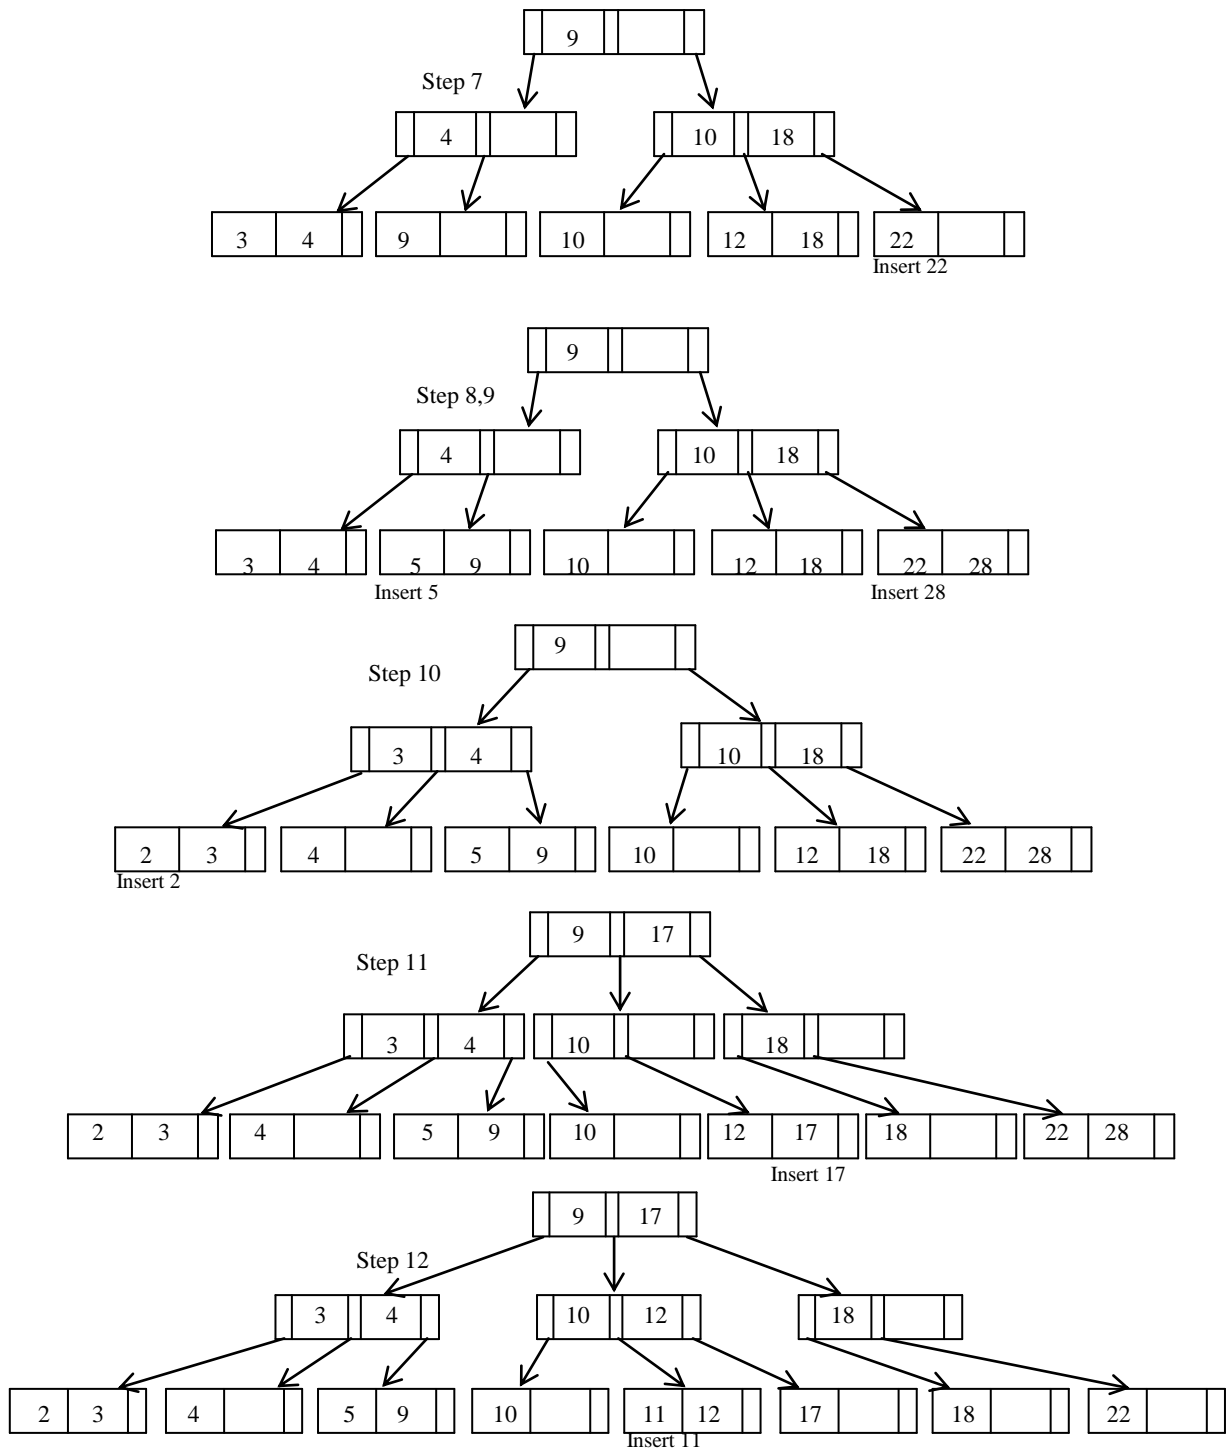 9
Step 7
4 10 18
3 4 9 10 12 18 22
Insert 22
9
Step 8,9
4 10 18
3 4 5 9 10 12 18 22 28
Insert 5 Insert 28
9
Step 10
3 4 10 18
2 3 4 5 9 10 12 18 22 28
Insert 2
9 17
Step 11
3 4 10 18
2 3 4 5 9 10 12 17 18 22 28
Insert 17
9 17
Step 12
3 4 10 12 18
2 3 4 5 9 10 11 12 17 18 22
Insert 11